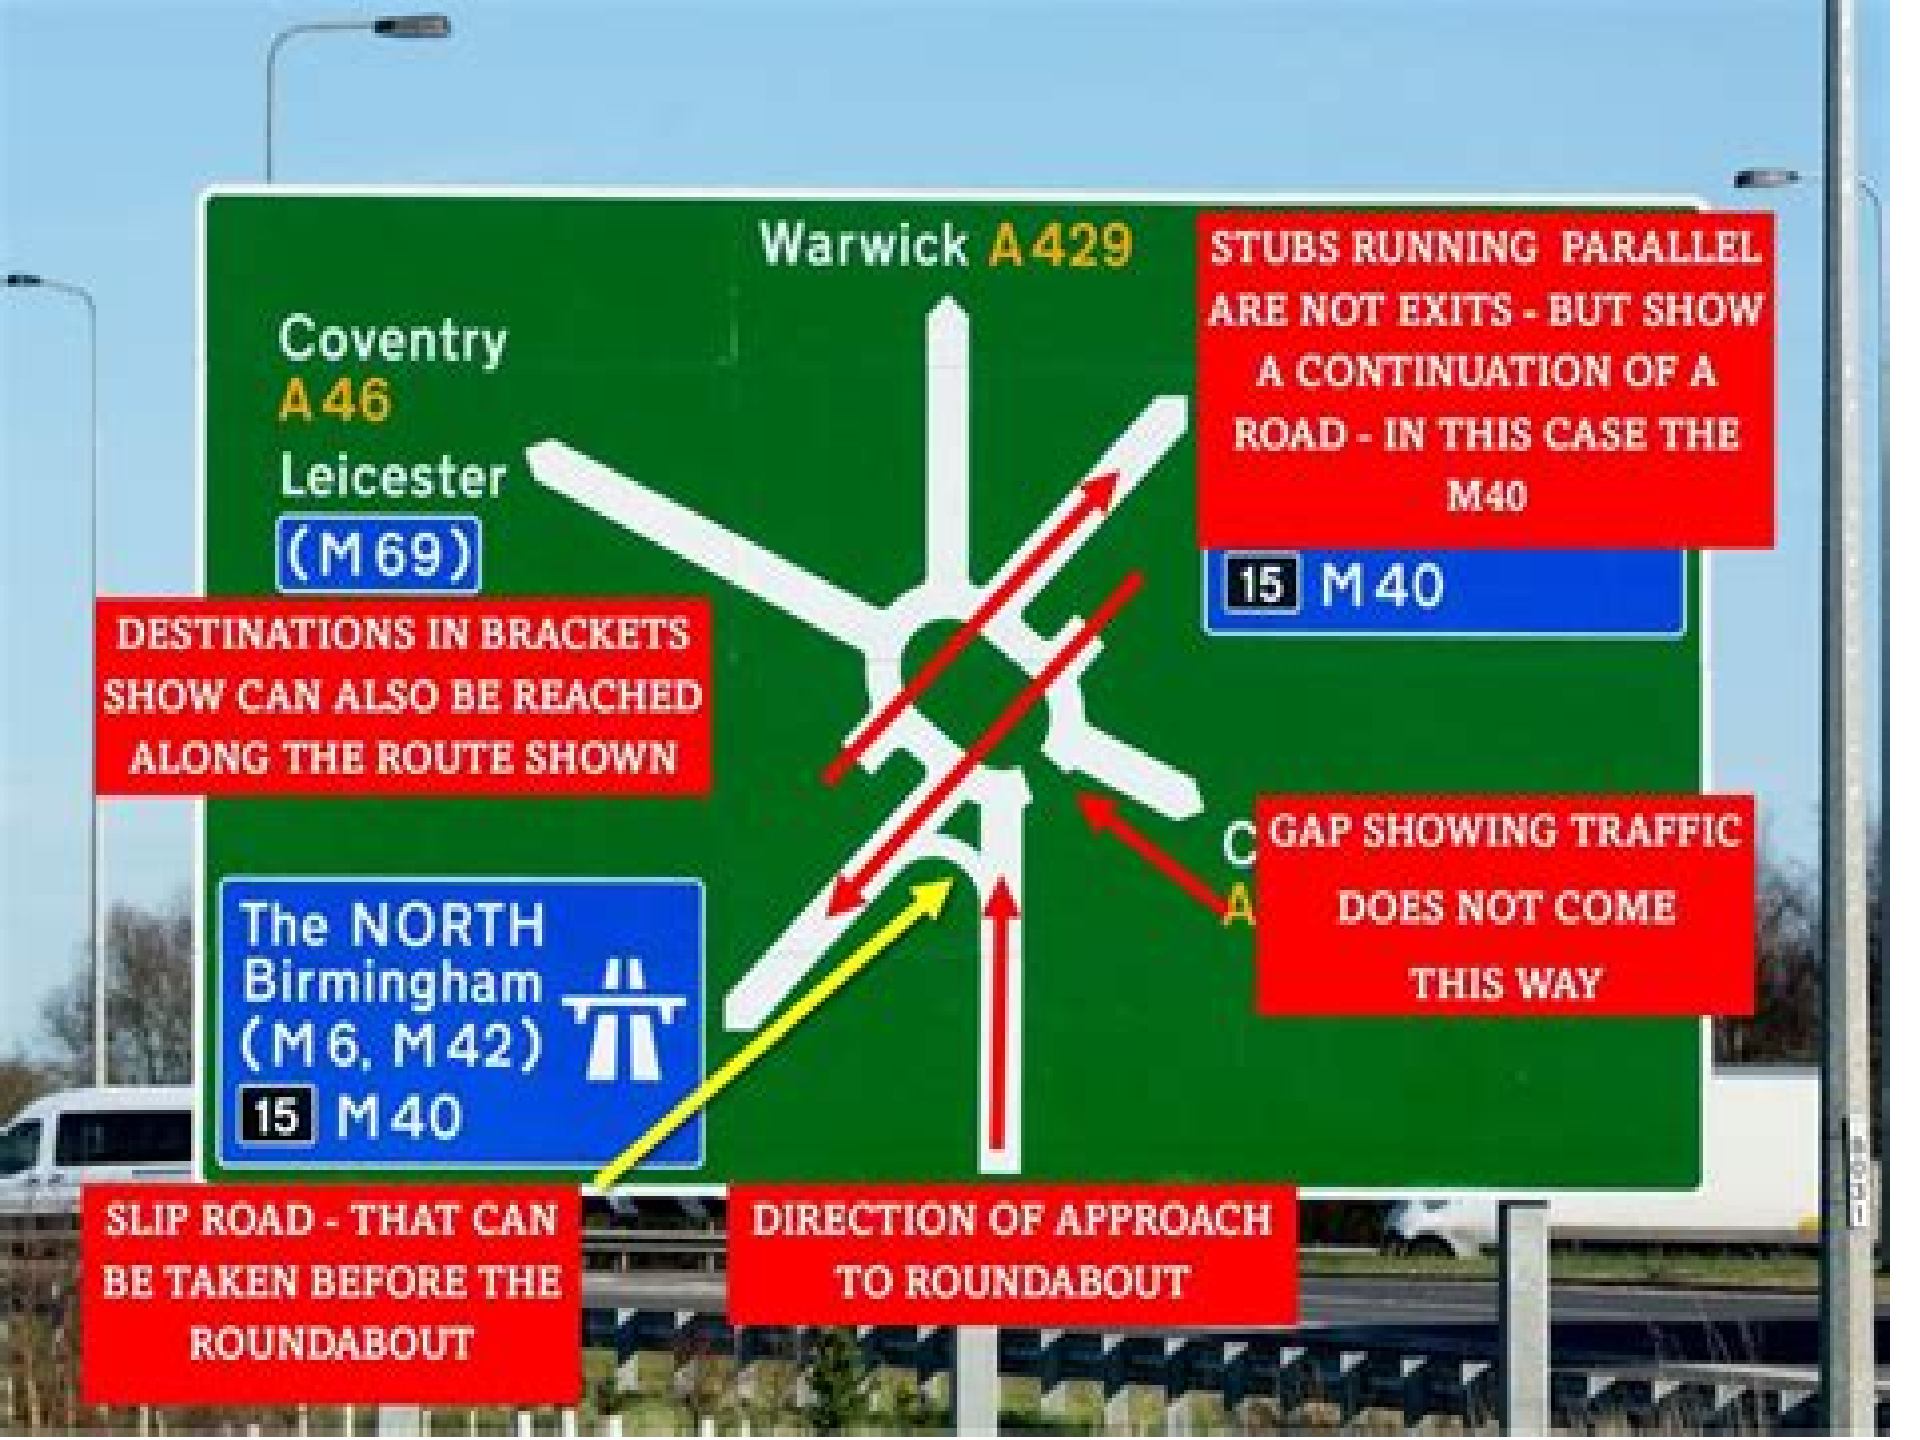 Warwick A429
STUBS RUNNING PARALLEL
ARE NOT EXITS - BUT SHOW
A CONTINUATION OF A
ROAD - IN THIS CASE THE
M40
Coventry
A46
Leicester
(M69)
15 M40
DESTINATIONS IN BRACKETS
SHOW CAN ALSO BE REACHED
ALONG THE ROUTE SHOWN
C
A
GAP SHOWING TRAFFIC
DOES NOT COME
THIS WAY
The NORTH
Birmingham
(M6, M42)
15 M40
SLIP ROAD - THAT CAN
BE TAKEN BEFORE THE
ROUNDABOUT
DIRECTION OF APPROACH
TO ROUNDABOUT